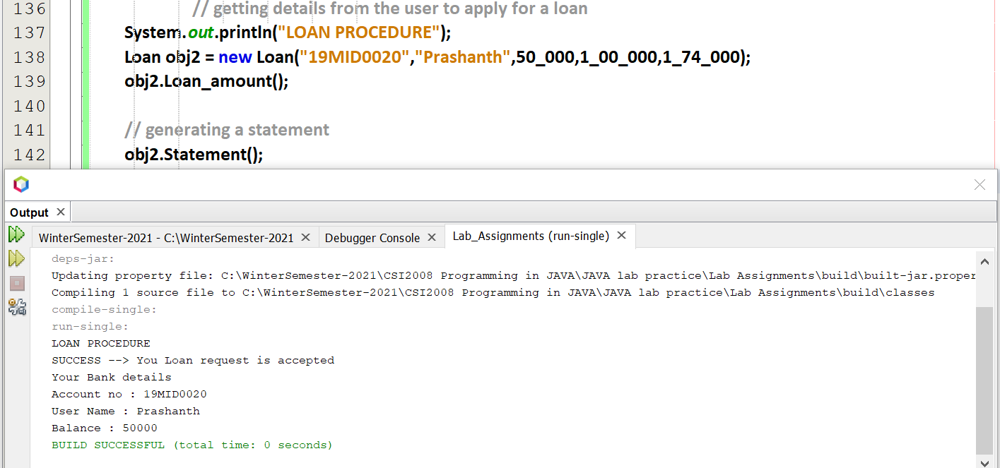 136 // getting details from the user to apply for a loan
137 System.out.println("LOAN PROCEDURE");
138 Loan obj2 = new Loan("19MID0020","Prashanth",50_000,1_00_000,1_74_000);
139 obj2.Loan_amount();
140
141 // generating a statement
142 obj2.Statement();
Output
WinterSemester-2021 - C:\WinterSemester-2021 Debugger Console Lab_Assignments (run-single)
deps-jar:
Updating property file: C:\WinterSemester-2021\CSI2008 Programming in JAVA\JAVA lab practice\Lab Assignments\build\built-jar.proper
Compiling 1 source file to C:\WinterSemester-2021\CSI2008 Programming in JAVA\JAVA lab practice\Lab Assignments\build\classes
compile-single:
run-single:
LOAN PROCEDURE
SUCCESS --> You Loan request is accepted
Your Bank details
Account no : 19MID0020
User Name : Prashanth
Balance : 50000
BUILD SUCCESSFUL (total time: 0 seconds)